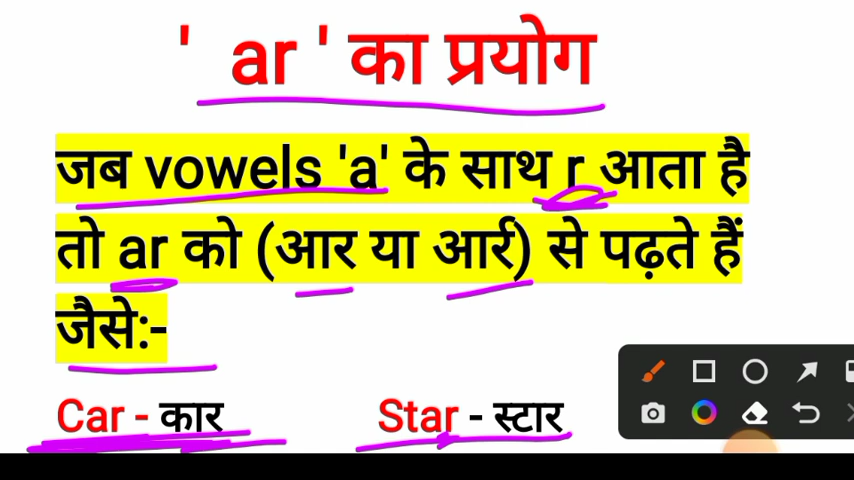 ' ar ' का प्रयोग
जब vowels 'a' के साथ r आता है
तो ar को (आर या आर्र) से पढ़ते हैं
जैसे:-
Car - कार Star - स्टार